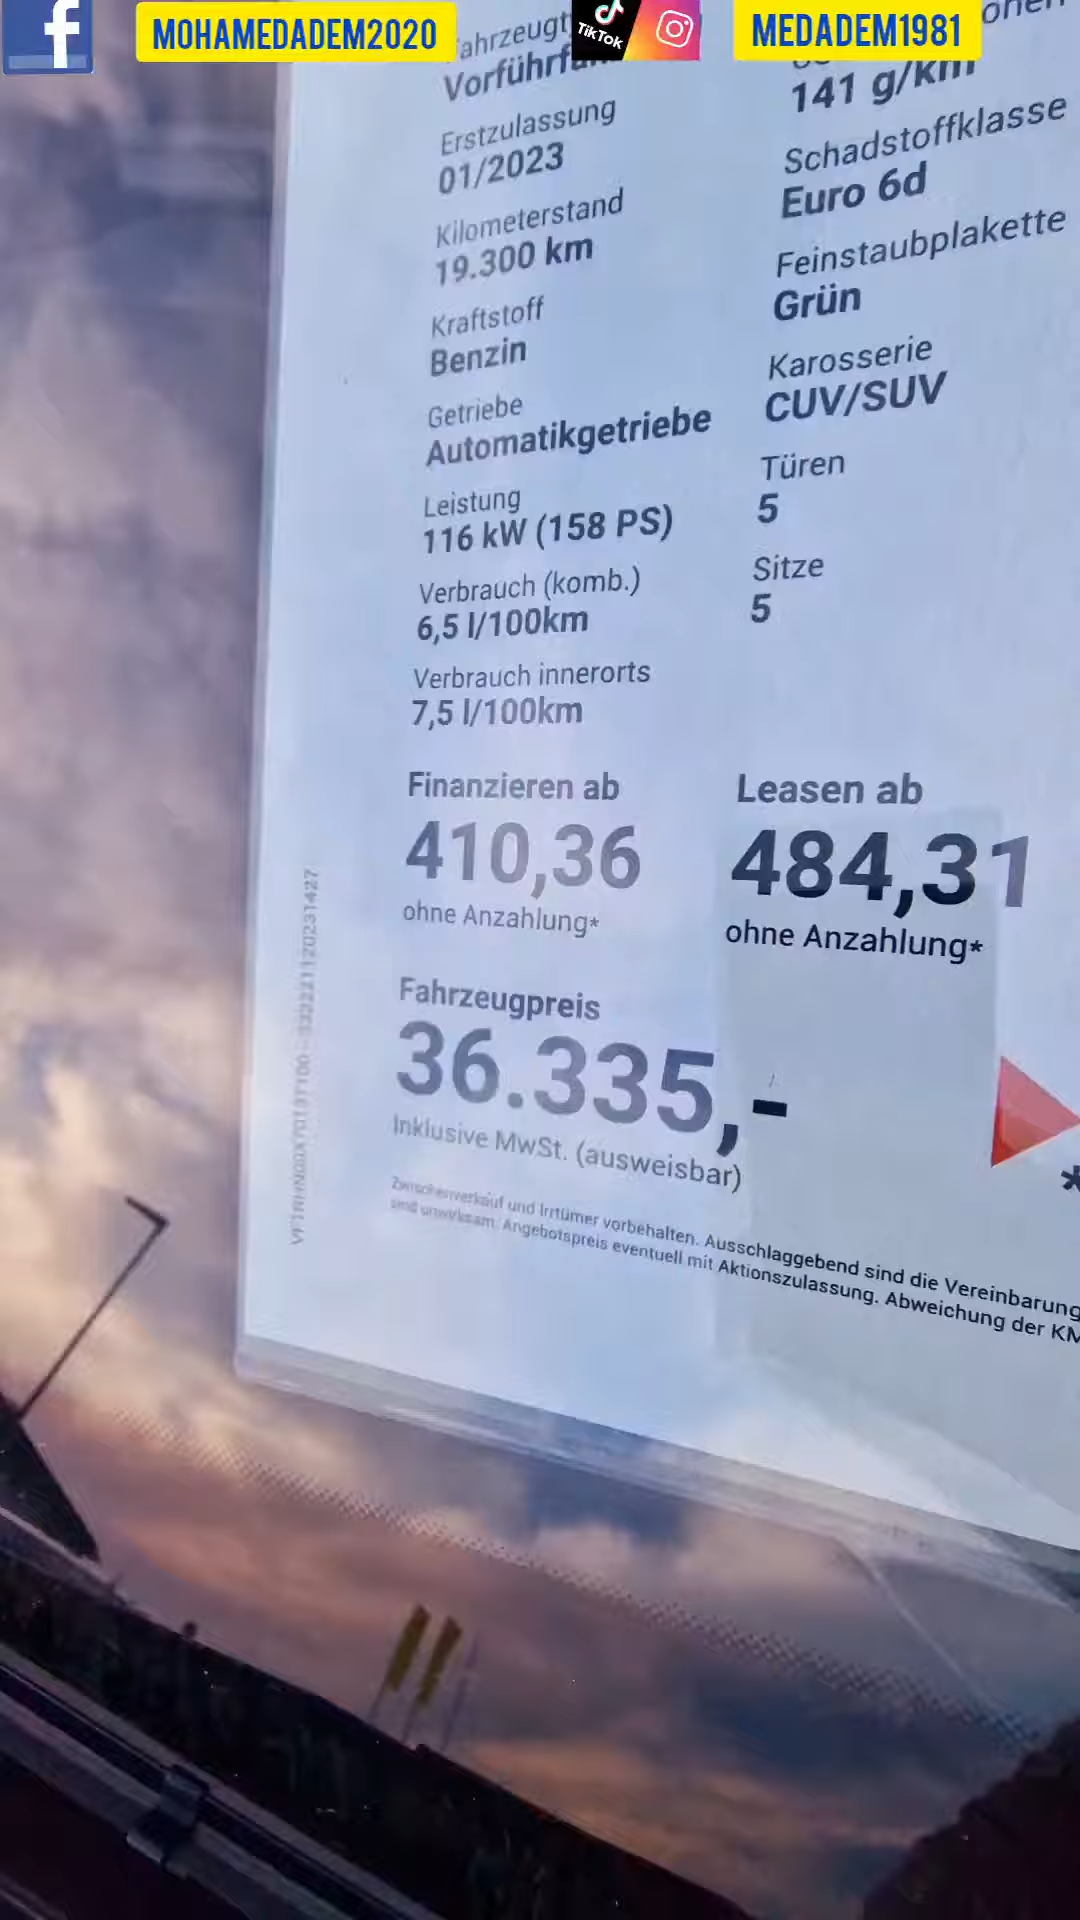 MOHAMEDADEM2020
TikTok
MEDADEM1981
141 g/km
Erstzulassung
01/2023
Kilometerstand
19.300 km
Kraftstoff
Benzin
Getriebe
Automatikgetriebe
Leistung
116 kW (158 PS)
Verbrauch (komb.)
6,5 l/100km
Verbrauch innerorts
7,5 l/100km
Schadstoffklasse
Euro 6d
Feinstaubplakette
Grün
Karosserie
CUV/SUV
Türen
5
Sitze
5
Finanzieren ab
410,36
ohne Anzahlung*
Leasen ab
484,31
ohne Anzahlung*
Fahrzeugpreis
36.335,-
Inklusive MwSt. (ausweisbar)
*
Zwischenverkauf und Irrtümer vorbehalten. Ausschlaggebend sind die Vereinbarung
sind unwirksam. Angebotspreis eventuell mit Aktionszulassung. Abweichung der KM